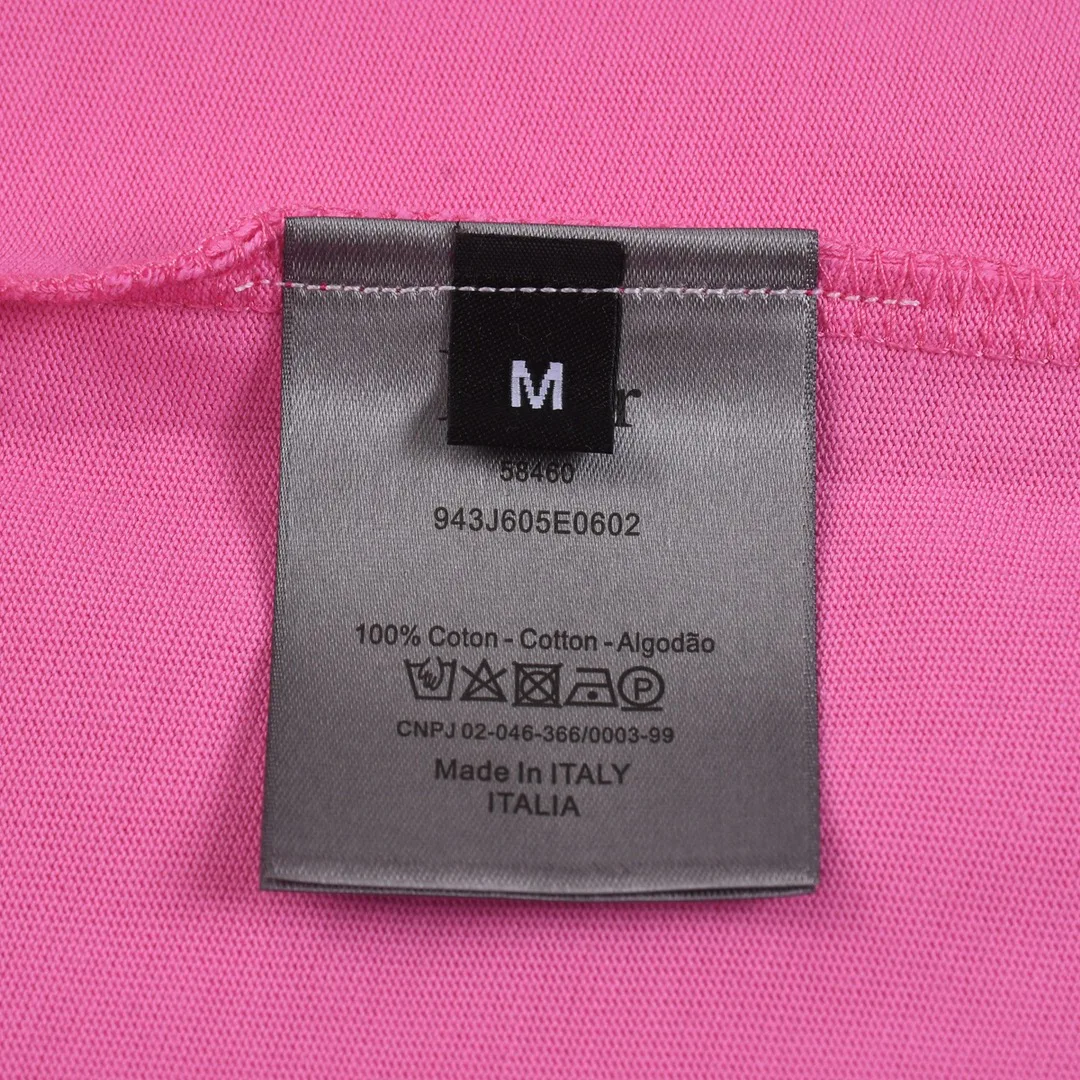 M
58460
943J605E0602
100% Coton - Cotton - Algodão
P
CNPJ 02-046-366/0003-99
Made In ITALY
ITALIA